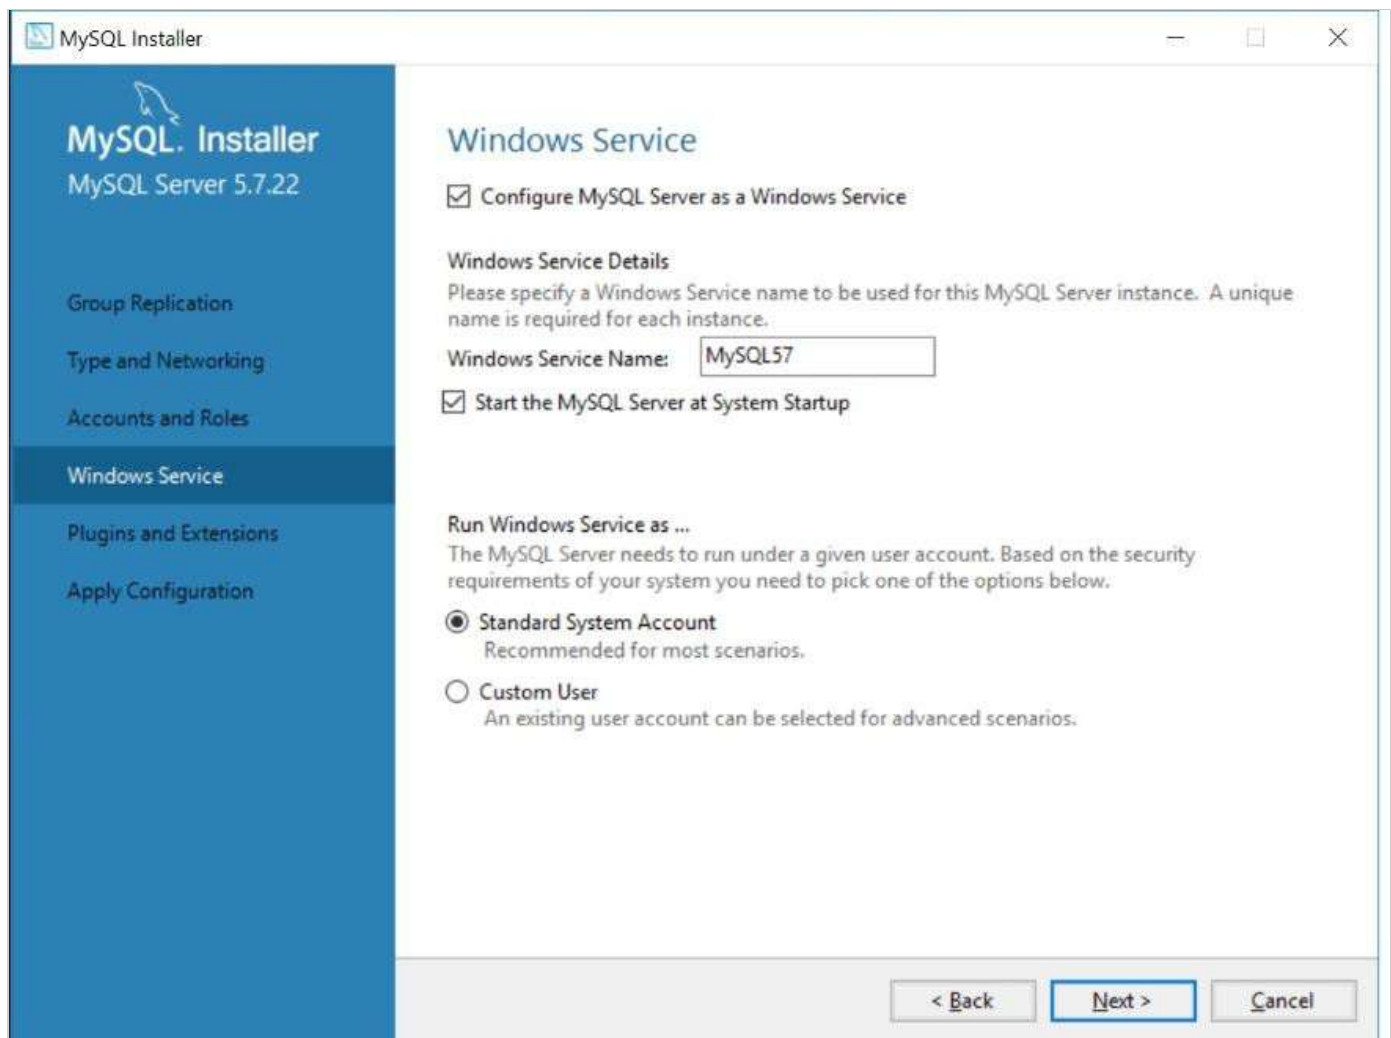 MySQL Installer
MySQL. Installer
MySQL Server 5.7.22
Group Replication
Type and Networking
Accounts and Roles
Windows Service
Plugins and Extensions
Apply Configuration
Windows Service
Configure MySQL Server as a Windows Service
Windows Service Details
Please specify a Windows Service name to be used for this MySQL Server instance. A unique
name is required for each instance.
Windows Service Name: MySQL57
Start the MySQL Server at System Startup
Run Windows Service as ...
The MySQL Server needs to run under a given user account. Based on the security
requirements of your system you need to pick one of the options below.
Standard System Account
Recommended for most scenarios.
Custom User
An existing user account can be selected for advanced scenarios.
< Back Next > Cancel